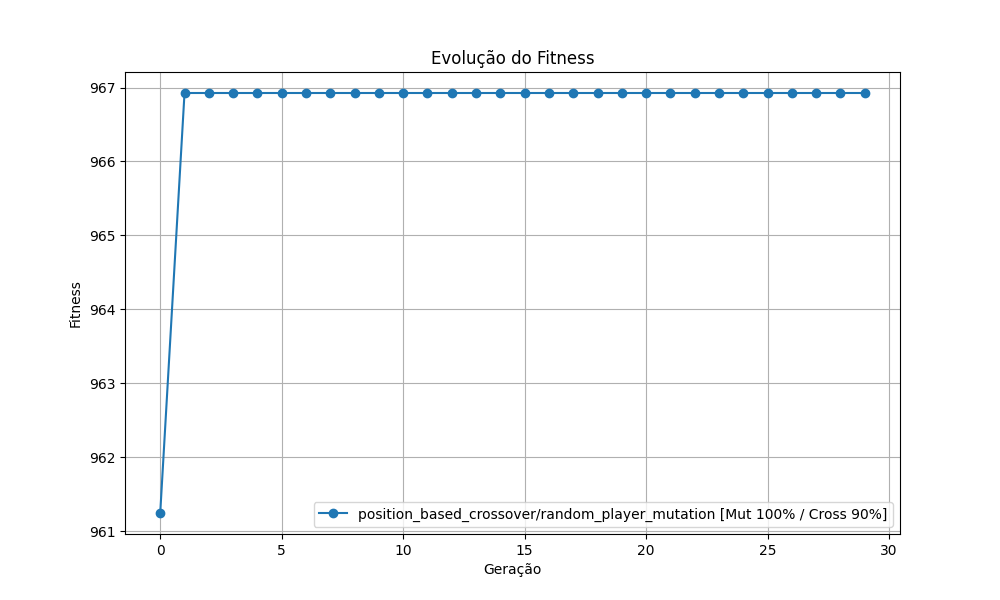 Evolução do Fitness
Fitness
967
966
965
964
963
962
961
position_based_crossover/random_player_mutation [Mut 100% / Cross 90%]
0 5 10 15 20 25 30
Geração